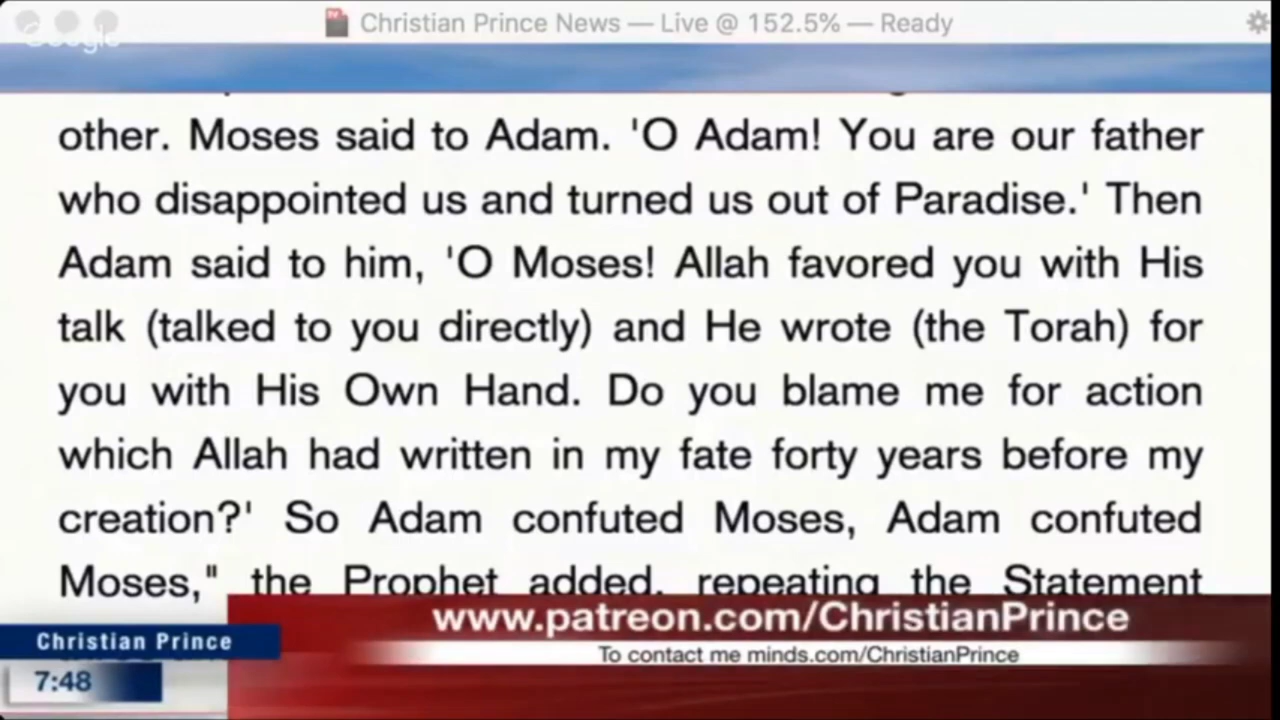 Christian Prince News — Live @ 152.5% — Ready
Google
other. Moses said to Adam. 'O Adam! You are our father
who disappointed us and turned us out of Paradise.' Then
Adam said to him, 'O Moses! Allah favored you with His
talk (talked to you directly) and He wrote (the Torah) for
you with His Own Hand. Do you blame me for action
which Allah had written in my fate forty years before my
creation?' So Adam confuted Moses, Adam confuted
Moses," the Prophet added, repeating the Statement
www.patreon.com/ChristianPrince
Christian Prince
To contact me minds.com/ChristianPrince
7:48